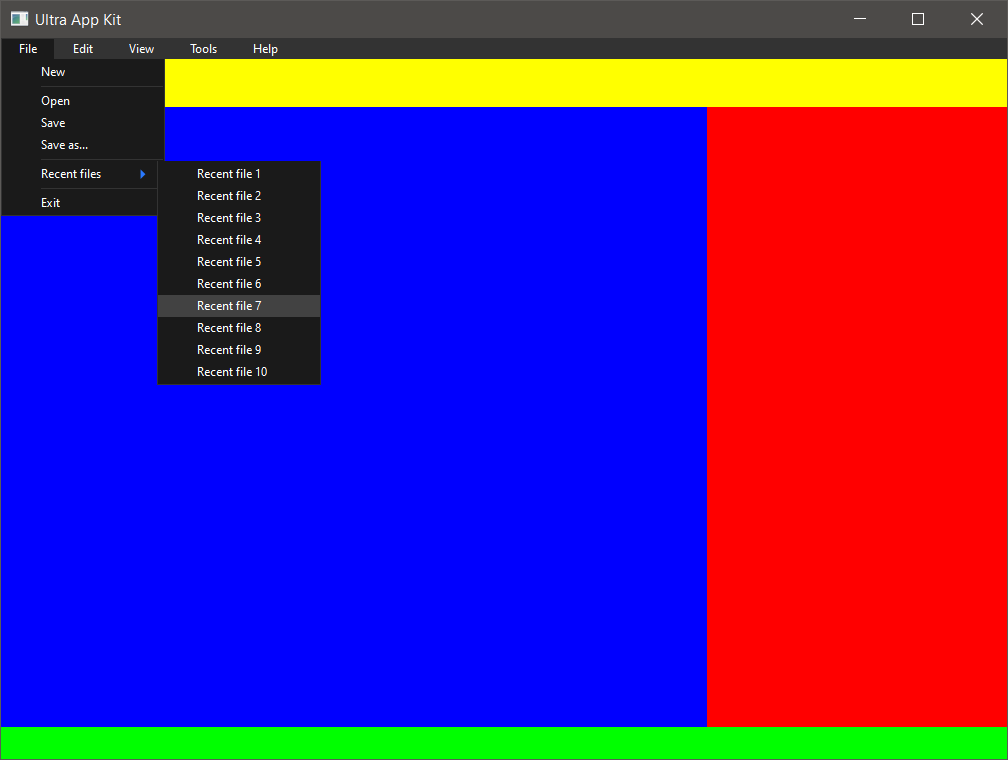 Ultra App Kit
File Edit View Tools Help
New
Open
Save
Save as...
Recent files
Exit
Recent file 1
Recent file 2
Recent file 3
Recent file 4
Recent file 5
Recent file 6
Recent file 7
Recent file 8
Recent file 9
Recent file 10